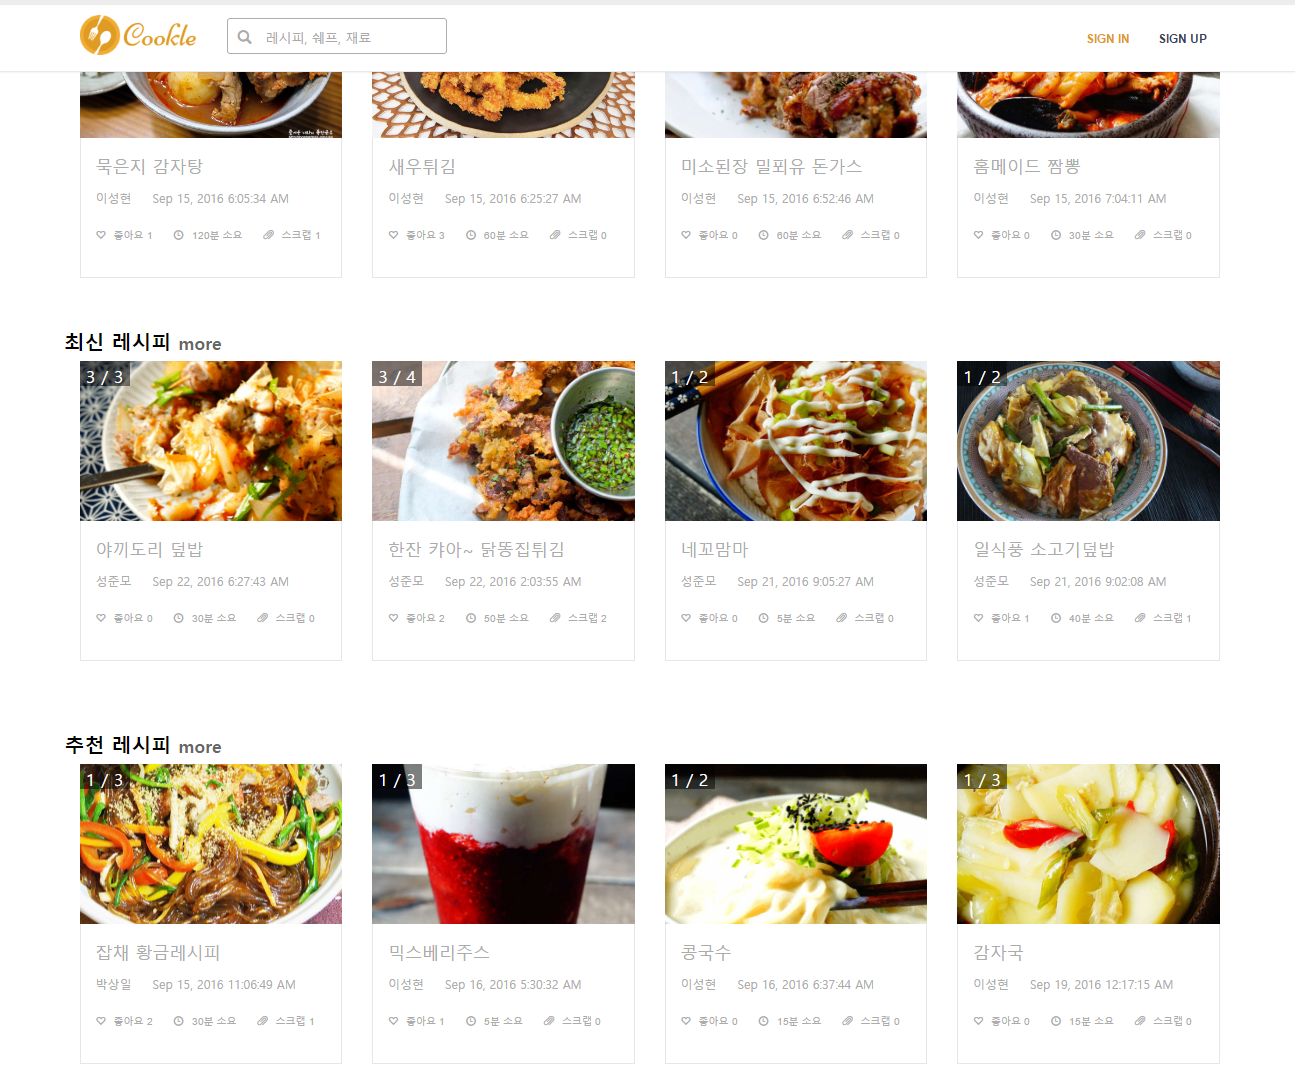 Cookle
레시피, 쉐프, 재료
SIGN IN
SIGN UP
묵은지 감자탕
이성현 Sep 15, 2016 6:05:34 AM
좋아요 1 120분 소요 스크랩 1
새우튀김
이성현 Sep 15, 2016 6:25:27 AM
좋아요 3 60분 소요 스크랩 0
미소된장 밀푀유 돈가스
이성현 Sep 15, 2016 6:52:46 AM
좋아요 0 60분 소요 스크랩 0
홈메이드 짬뽕
이성현 Sep 15, 2016 7:04:11 AM
좋아요 0 30분 소요 스크랩 0
최신 레시피 more
3 / 3
야끼도리 덮밥
성준모 Sep 22, 2016 6:27:43 AM
좋아요 0 30분 소요 스크랩 0
3 / 4
한잔 캬아~ 닭똥집튀김
성준모 Sep 22, 2016 2:03:55 AM
좋아요 2 50분 소요 스크랩 2
1 / 2
네꼬맘마
성준모 Sep 21, 2016 9:05:27 AM
좋아요 0 5분 소요 스크랩 0
1 / 2
일식풍 소고기덮밥
성준모 Sep 21, 2016 9:02:08 AM
좋아요 1 40분 소요 스크랩 1
추천 레시피 more
1 / 3
잡채 황금레시피
박상일 Sep 15, 2016 11:06:49 AM
좋아요 2 30분 소요 스크랩 1
1 / 3
믹스베리주스
이성현 Sep 16, 2016 5:30:32 AM
좋아요 1 5분 소요 스크랩 0
1 / 2
콩국수
이성현 Sep 16, 2016 6:37:44 AM
좋아요 0 15분 소요 스크랩 0
1 / 3
감자국
이성현 Sep 19, 2016 12:17:15 AM
좋아요 0 15분 소요 스크랩 0